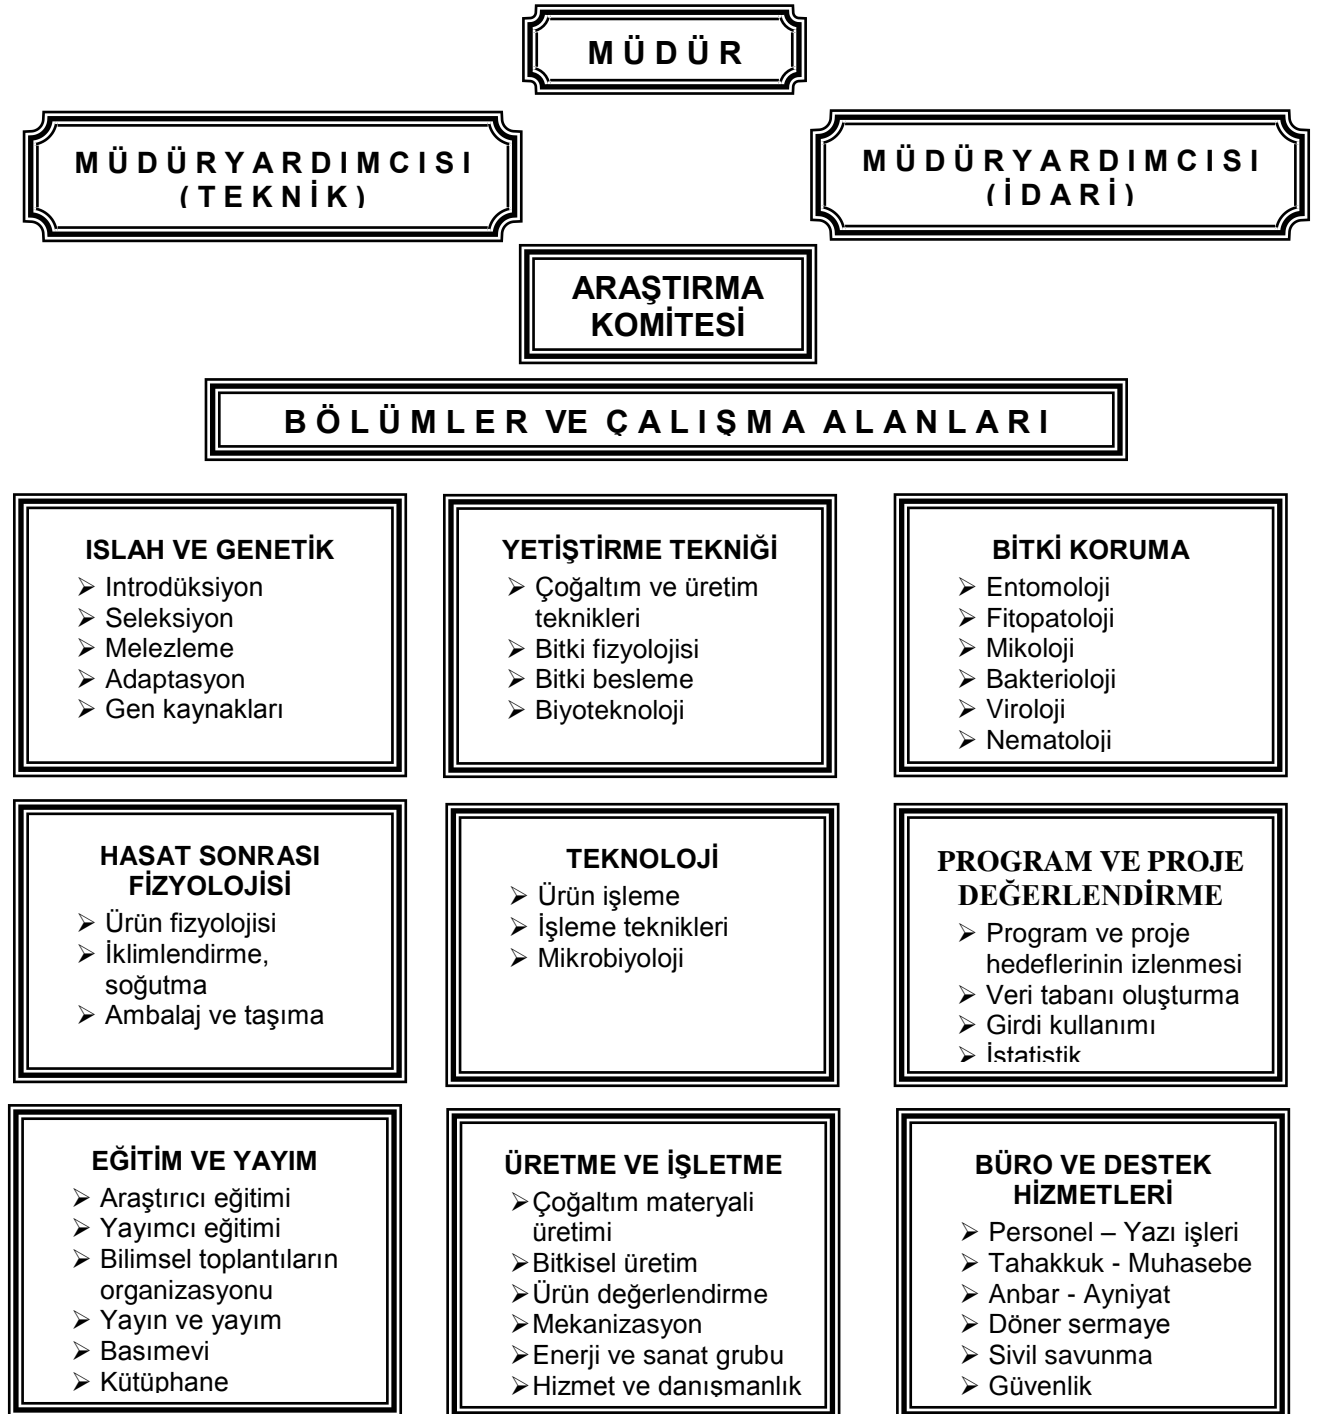 M Ü D Ü R
M Ü D Ü R Y A R D I M C I S I
( T E K N İ K )
M Ü D Ü R Y A R D I M C I S I
( İ D A R İ )
ARAŞTIRMA
KOMİTESİ
B Ö L Ü M L E R VE Ç A L I Ş M A A L A N L A R I
ISLAH VE GENETİK
➢ Introdüksiyon
➢ Seleksiyon
➢ Melezleme
➢ Adaptasyon
➢ Gen kaynakları
YETİŞTİRME TEKNİĞİ
➢ Çoğaltım ve üretim
teknikleri
➢ Bitki fizyolojisi
➢ Bitki besleme
➢ Biyoteknoloji
BİTKİ KORUMA
➢ Entomoloji
➢ Fitopatoloji
➢ Mikoloji
➢ Bakterioloji
➢ Viroloji
➢ Nematoloji
HASAT SONRASI
FİZYOLOJİSİ
➢ Ürün fizyolojisi
➢ İklimlendirme,
soğutma
➢ Ambalaj ve taşıma
TEKNOLOJİ
➢ Ürün işleme
➢ İşleme teknikleri
➢ Mikrobiyoloji
PROGRAM VE PROJE
DEĞERLENDİRME
➢ Program ve proje
hedeflerinin izlenmesi
➢ Veri tabanı oluşturma
➢ Girdi kullanımı
➢ İstatistik
EĞİTİM VE YAYIM
➢ Araştırıcı eğitimi
➢ Yayımcı eğitimi
➢ Bilimsel toplantıların
organizasyonu
➢ Yayın ve yayım
➢ Basımevi
➢ Kütüphane
ÜRETME VE İŞLETME
➢Çoğaltım materyali
üretimi
➢Bitkisel üretim
➢Ürün değerlendirme
➢Mekanizasyon
➢Enerji ve sanat grubu
➢Hizmet ve danışmanlık
BÜRO VE DESTEK
HİZMETLERİ
➢ Personel – Yazı işleri
➢ Tahakkuk - Muhasebe
➢ Anbar - Ayniyat
➢ Döner sermaye
➢ Sivil savunma
➢ Güvenlik